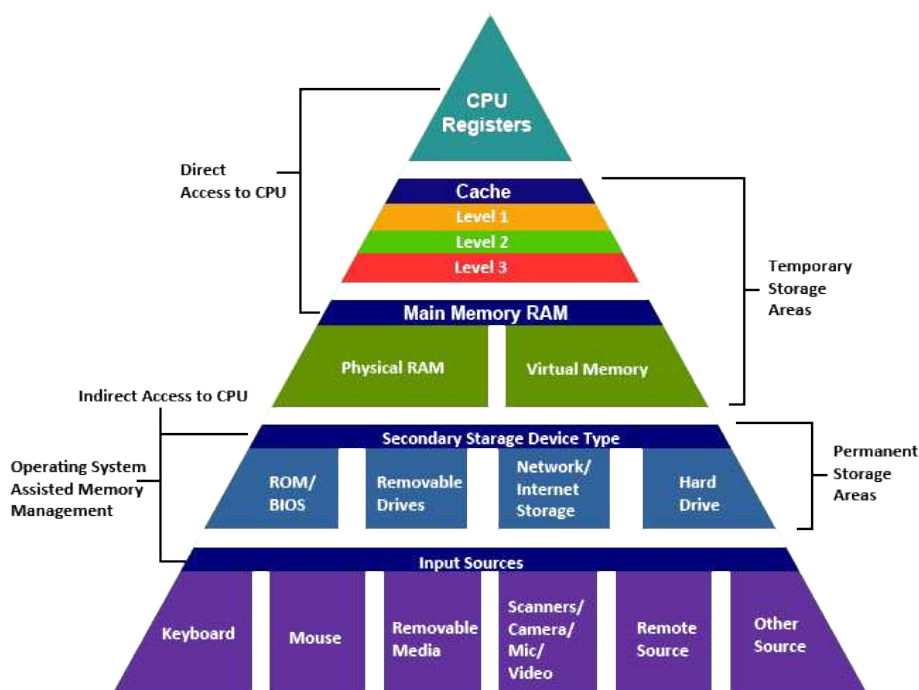 CPU
Registers
Direct
Access to CPU
Cache
Level 1
Level 2
Level 3
Temporary
Storage
Areas
Main Memory RAM
Physical RAM
Virtual Memory
Indirect Access to CPU
Secondary Starage Device Type
Operating System
Assisted Memory
Management
ROM/
BIOS
Removable
Drives
Network/
Internet
Storage
Hard
Drive
Permanent
Storage
Areas
Input Sources
Keyboard
Mouse
Removable
Media
Scanners/
Camera/
Mic/
Video
Remote
Source
Other
Source